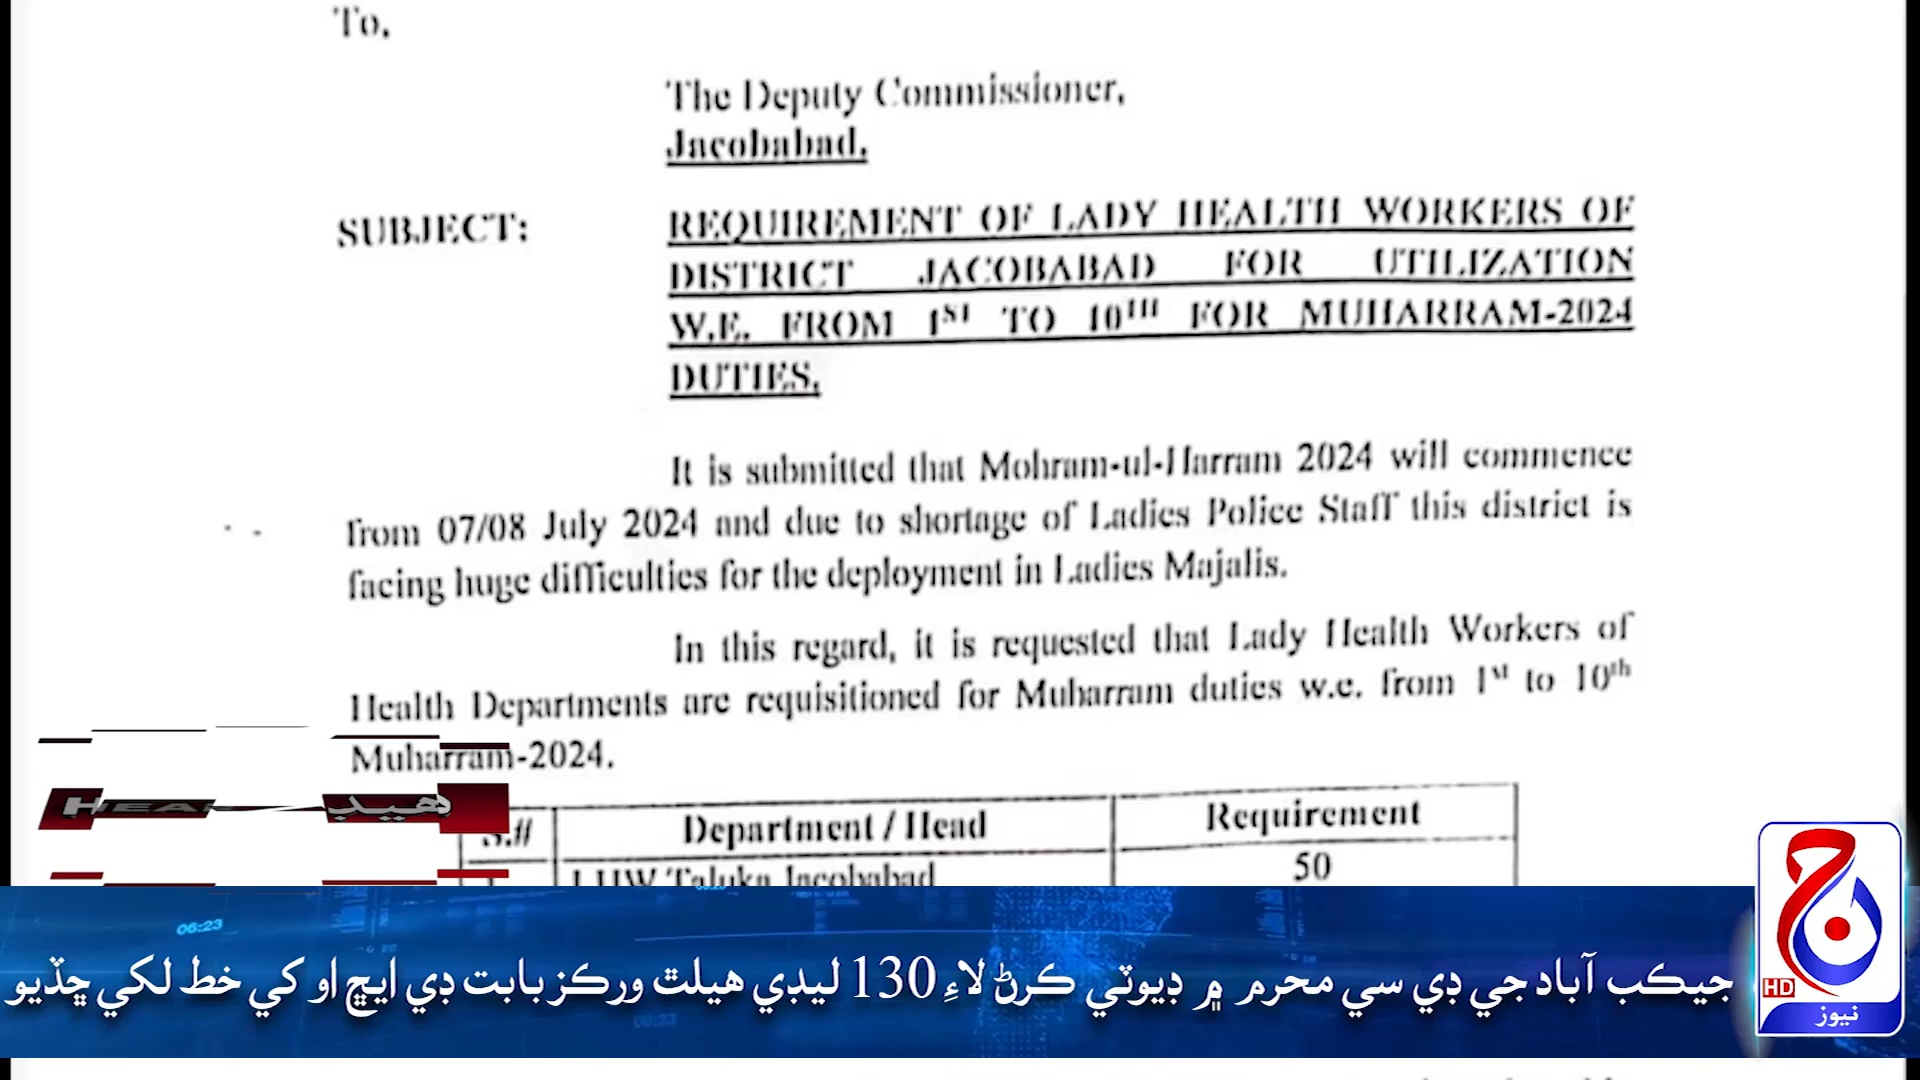 To,
The Deputy Commissioner,
Jacobabad.
SUBJECT:
REQUIREMENT OF LADY HEALTH WORKERS OF
DISTRICT JACOBABAD FOR UTILIZATION
W.E. FROM 1ST TO 10TH FOR MUHARRAM-2024
DUTIES.
It is submitted that Mohram-ul-Harram 2024 will commence
from 07/08 July 2024 and due to shortage of Ladies Police Staff this district is
facing huge difficulties for the deployment in Ladies Majalis.
In this regard, it is requested that Lady Health Workers of
Health Departments are requisitioned for Muharram duties w.e. from 1st to 10th
Muharram-2024.
S.# Department / Head Requirement
LHW Taluka Jacobabad 50
06:23
جيڪب آباد جي ڊي سي محرم ۾ ڊيوٽي ڪرڻ لاءِ 130 ليڊي هيلٿ ورڪرز بابت ڊي ايڇ او کي خط لکي ڇڏيو
06:23
HD
نيوز